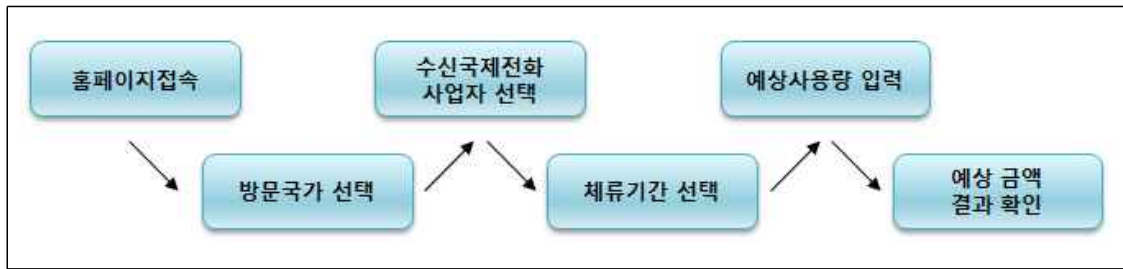 홈페이지접속
방문국가 선택
수신국제전화
사업자 선택
체류기간 선택
예상사용량 입력
예상 금액
결과 확인